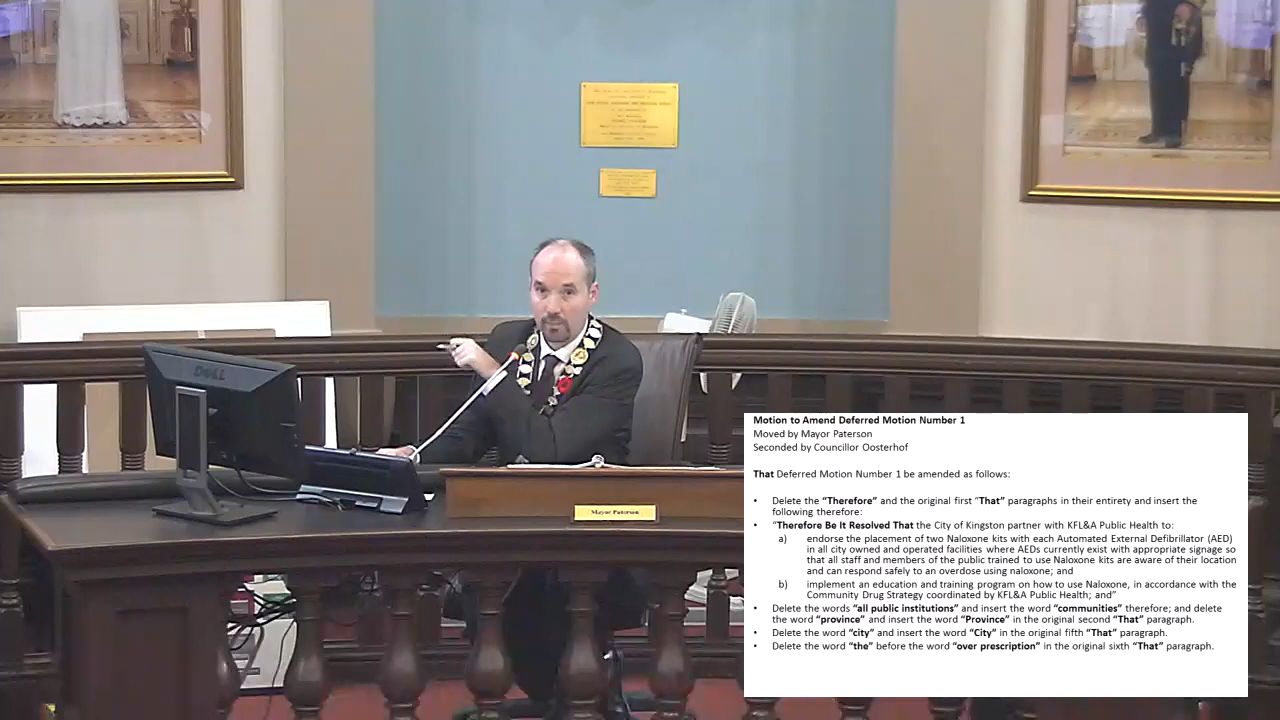 DELL
Mayor Paterson
Motion to Amend Deferred Motion Number 1
Moved by Mayor Paterson
Seconded by Councillor Oosterhof
That Deferred Motion Number 1 be amended as follows:
• Delete the “Therefore” and the original first “That” paragraphs in their entirety and insert the
following therefore:
• “Therefore Be It Resolved That the City of Kingston partner with KFL&A Public Health to:
a) endorse the placement of two Naloxone kits with each Automated External Defibrillator (AED)
in all city owned and operated facilities where AEDs currently exist with appropriate signage so
that all staff and members of the public trained to use Naloxone kits are aware of their location
and can respond safely to an overdose using naloxone; and
b) implement an education and training program on how to use Naloxone, in accordance with the
Community Drug Strategy coordinated by KFL&A Public Health; and”
• Delete the words “all public institutions” and insert the word “communities” therefore; and delete
the word “province” and insert the word “Province” in the original second “That” paragraph.
• Delete the word “city” and insert the word “City” in the original fifth “That” paragraph.
• Delete the word “the” before the word “over prescription” in the original sixth “That” paragraph.